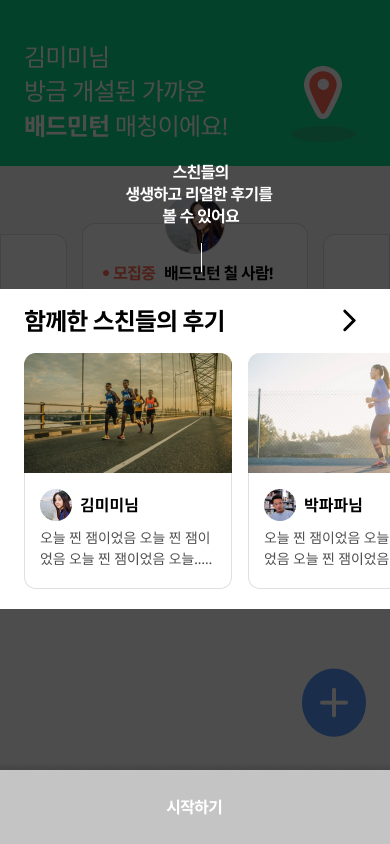 김미미님
방금 개설된 가까운
배드민턴 매칭이에요!
스친들의
생생하고 리얼한 후기를
볼 수 있어요
모집중 배드민턴 칠 사람!
함께한 스친들의 후기
김미미님
오늘 찐 잼이었음 오늘 찐 잼이
었음 오늘 찐 잼이었음 오늘.....
박파파님
오늘 찐 잼이었음 오늘
었음 오늘 찐 잼이었음
시작하기